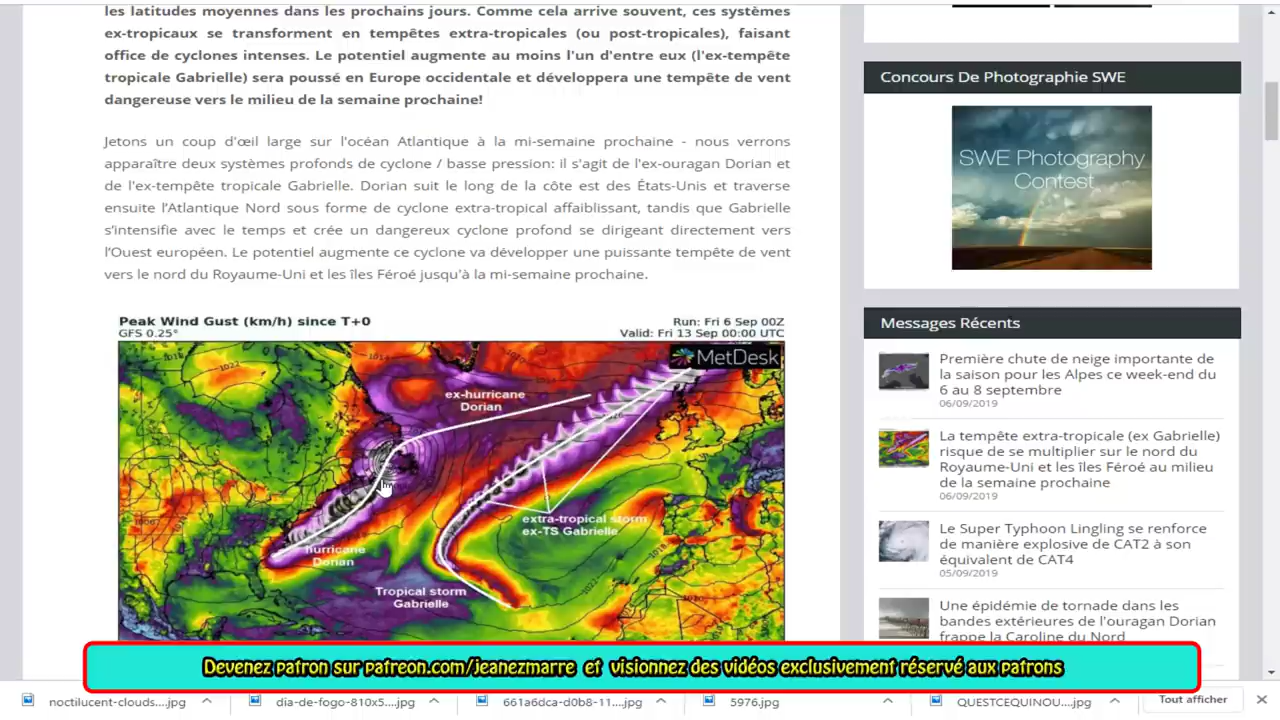 les latitudes moyennes dans les prochains jours. Comme cela arrive souvent, ces systèmes
ex-tropicaux se transforment en tempêtes extra-tropicales (ou post-tropicales), faisant
office de cyclones intenses. Le potentiel augmente au moins l'un d'entre eux (l'ex-tempête
tropicale Gabrielle) sera poussé en Europe occidentale et développera une tempête de vent
dangereuse vers le milieu de la semaine prochaine!
Jetons un coup d'œil large sur l'océan Atlantique à la mi-semaine prochaine - nous verrons
apparaître deux systèmes profonds de cyclone / basse pression: il s'agit de l'ex-ouragan Dorian et
de l'ex-tempête tropicale Gabrielle. Dorian suit le long de la côte est des États-Unis et traverse
ensuite l'Atlantique Nord sous forme de cyclone extra-tropical affaiblissant, tandis que Gabrielle
s'intensifie avec le temps et crée un dangereux cyclone profond se dirigeant directement vers
l'Ouest européen. Le potentiel augmente ce cyclone va développer une puissante tempête de vent
vers le nord du Royaume-Uni et les îles Féroé jusqu'à la mi-semaine prochaine.
Peak Wind Gust (km/h) since T+0
GFS 0.25°
Run: Fri 6 Sep 00Z
Valid: Fri 13 Sep 00:00 UTC
MetDesk
ex-hurricane
Dorian
extra-tropical storm
ex-TS Gabrielle
hurricane
Dorian
Tropical storm
Gabrielle
Concours De Photographie SWE
SWE Photography
Contest
Messages Récents
Première chute de neige importante de
la saison pour les Alpes ce week-end du
6 au 8 septembre
06/09/2019
La tempête extra-tropicale (ex Gabrielle)
risque de se multiplier sur le nord du
Royaume-Uni et les îles Féroé au milieu
de la semaine prochaine
06/09/2019
Le Super Typhoon Lingling se renforce
de manière explosive de CAT2 à son
équivalent de CAT4
05/09/2019
Une épidémie de tornade dans les
bandes extérieures de l'ouragan Dorian
frappe la Caroline du Nord
Devenez patron sur patreon.com/jeanezmarre et visionnez des vidéos exclusivement réservé aux patrons
noctilucent-clouds....jpg
dia-de-fogo-810x5....jpg
661a6dca-d0b8-11....jpg
5976.jpg
QUESTCEQUINOU....jpg
Tout afficher